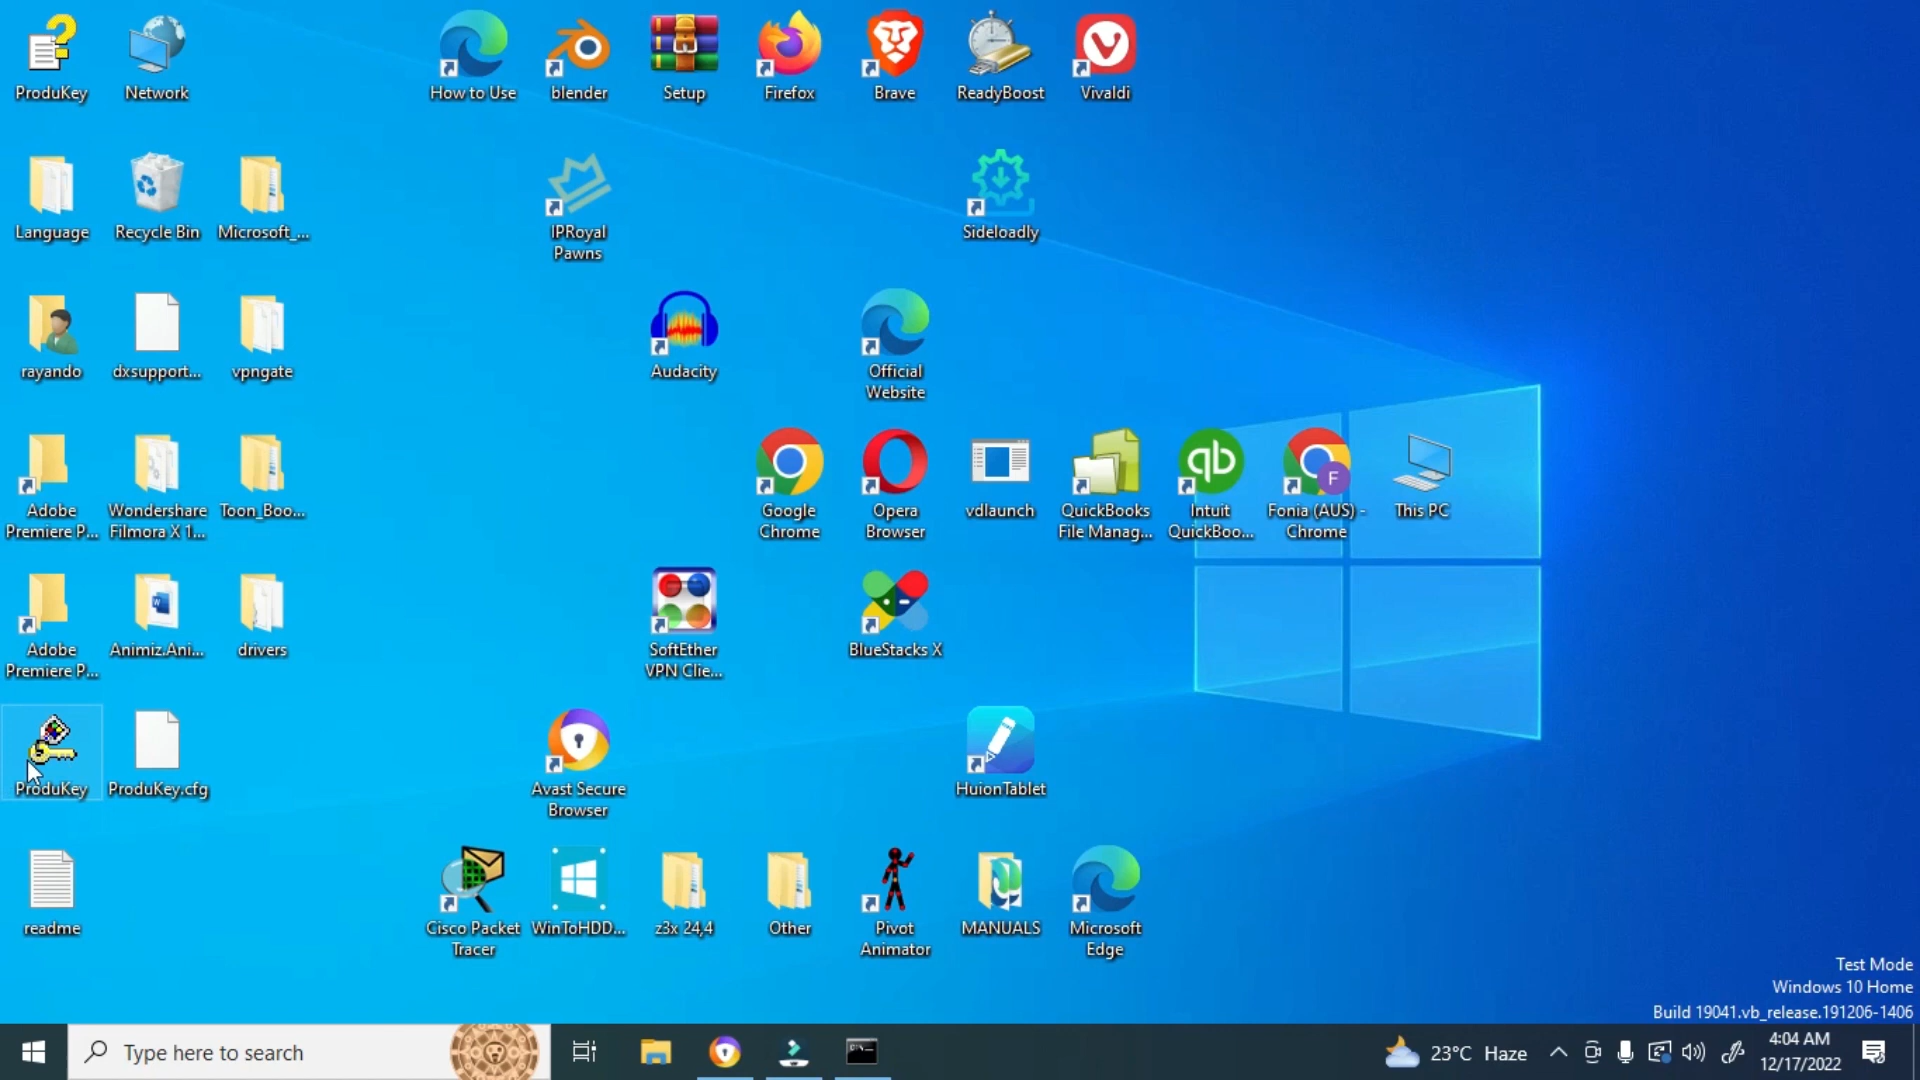 ProduKey
Network
How to Use
blender
Setup
Firefox
Brave
ReadyBoost
Vivaldi
Language
Recycle Bin
Microsoft_...
IPRoyal
Pawns
Sideloadly
rayando
dxsupport...
vpngate
Audacity
Official
Website
Adobe
Premiere P...
Wondershare
Filmora X 1...
Toon_Boo...
Google
Chrome
Opera
Browser
vdlaunch
QuickBooks
File Manag...
qb
Intuit
QuickBoo...
F
Fonia (AUS) -
Chrome
This PC
Adobe
Premiere P...
Animiz.Ani...
drivers
SoftEther
VPN Clie...
BlueStacks X
ProduKey
ProduKey.cfg
Avast Secure
Browser
HuionTablet
readme
Cisco Packet
Tracer
WinToHDD...
z3x 24,4
Other
Pivot
Animator
MANUALS
Microsoft
Edge
Test Mode
Windows 10 Home
Build 19041.vb_release.191206-1406
Type here to search
23°C Haze
4:04 AM
12/17/2022